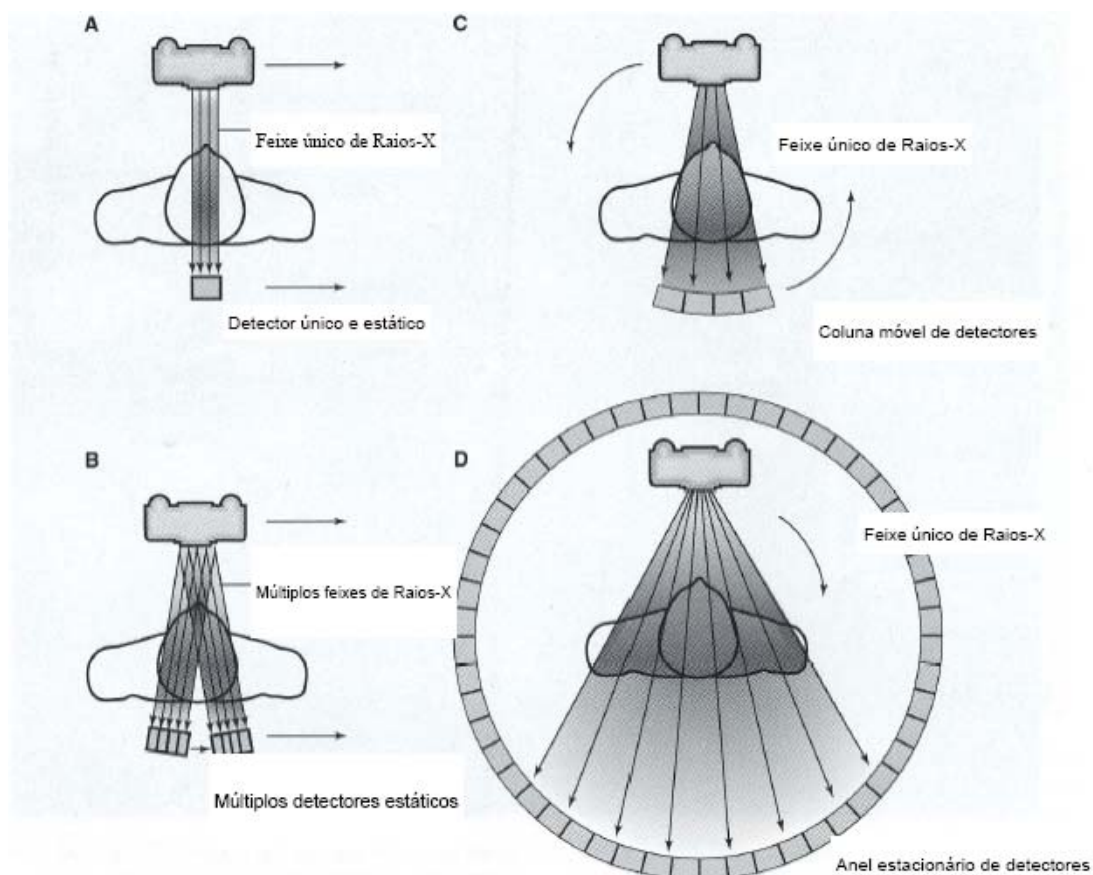 A
Feixe único de Raios-X
Detector único e estático
B
Múltiplos feixes de Raios-X
Múltiplos detectores estáticos
C
Feixe único de Raios-X
Coluna móvel de detectores
D
Feixe único de Raios-X
Anel estacionário de detectores